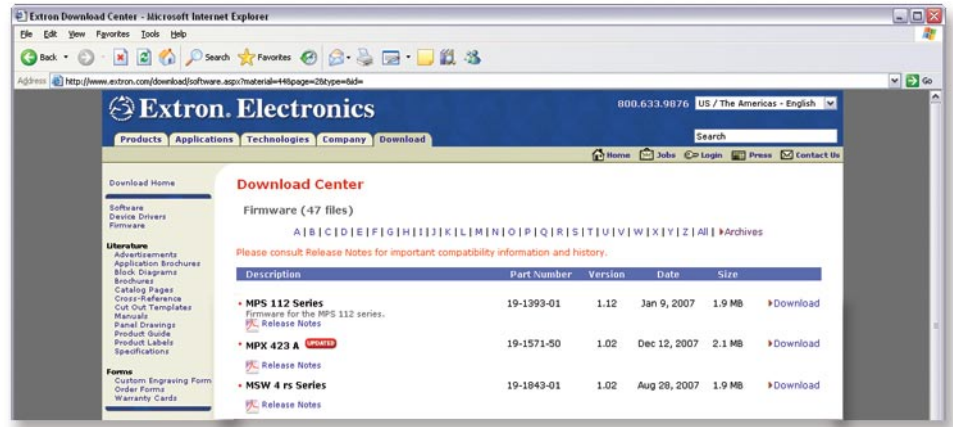 Extron Download Center - Microsoft Internet Explorer
File Edit View Favorites Tools Help
Back Search Favorites
Address http://www.extron.com/download/software.aspx?material=44&page=2&type=&id= Go
Extron. Electronics
800.633.9876 US / The Americas - English
Products Applications Technologies Company Download
Search
Home Jobs Login Press Contact Us
Download Home
Software
Device Drivers
Firmware
Literature
Advertisements
Application Brochures
Block Diagrams
Brochures
Catalog Pages
Cross-Reference
Cut Out Templates
Manuals
Panel Drawings
Product Guide
Product Labels
Specifications
Forms
Custom Engraving Form
Order Forms
Warranty Cards
Download Center
Firmware (47 files)
A | B | C | D | E | F | G | H | I | J | K | L | M | N | O | P | Q | R | S | T | U | V | W | X | Y | Z | All | Archives
Please consult Release Notes for important compatibility information and history.
Description Part Number Version Date Size
MPS 112 Series 19-1393-01 1.12 Jan 9, 2007 1.9 MB Download
Firmware for the MPS 112 series.
Release Notes
MPX 423 A UPDATED 19-1571-50 1.02 Dec 12, 2007 2.1 MB Download
Release Notes
MSW 4 rs Series 19-1843-01 1.02 Aug 28, 2007 1.9 MB Download
Release Notes